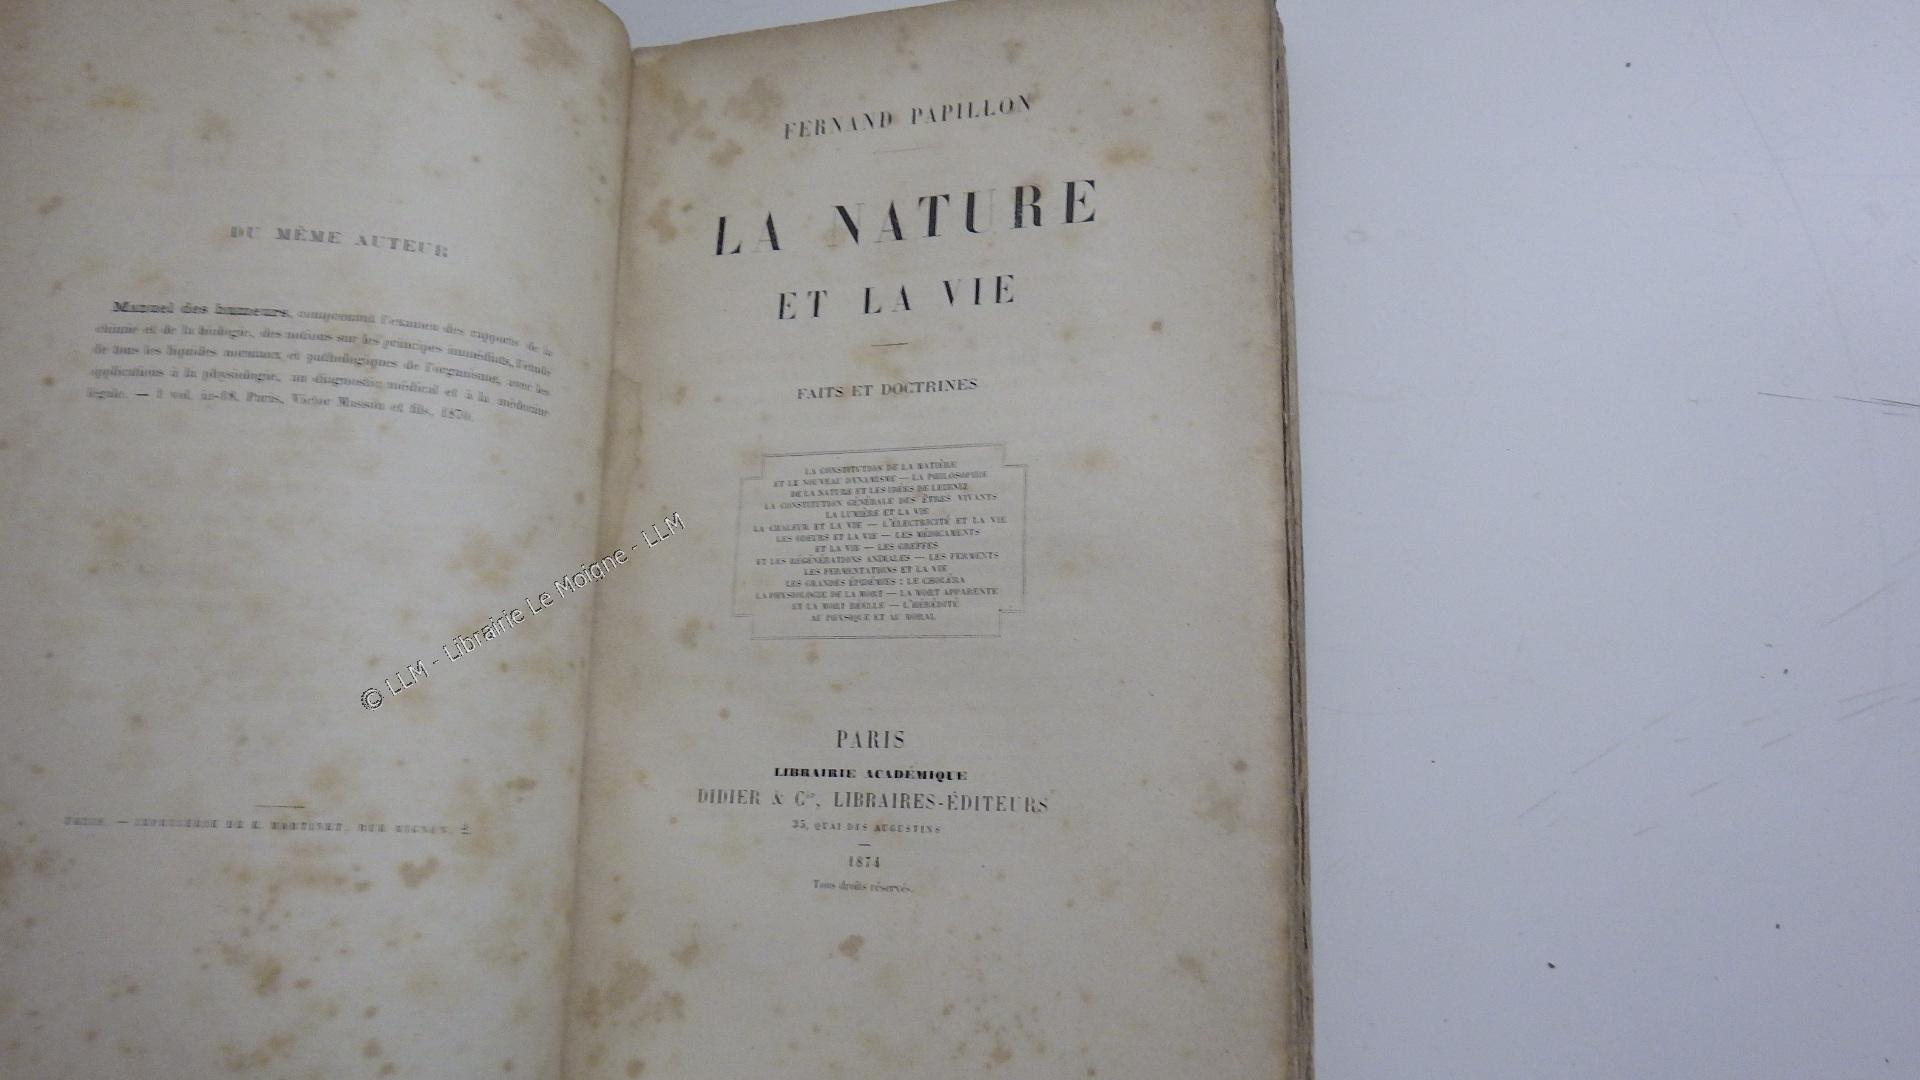 DU MÊME AUTEUR
Manuel des humeurs, comprenant l'examen des rapports de la
chimie et de la biologie, des notions sur les principes immédiats, l'étude
de tous les liquides normaux et pathologiques de l'organisme, avec les
applications à la physiologie, au diagnostic médical et à la médecine
légale. — 1 vol. in-18. Paris, Victor Masson et fils, 1870.
PARIS. — IMPRIMERIE DE E. MARTINET, RUE MIGNON, 2.
FERNAND PAPILLON
LA NATURE
ET LA VIE
FAITS ET DOCTRINES
LA CONSTITUTION DE LA MATIÈRE
ET LE NOUVEAU DYNAMISME — LA PHILOSOPHIE
DE LA NATURE ET LES IDÉES DE LEIBNIZ
LA CONSTITUTION GÉNÉRALE DES ÊTRES VIVANTS
LA LUMIÈRE ET LA VIE
LA CHALEUR ET LA VIE — L'ÉLECTRICITÉ ET LA VIE
LES ODEURS ET LA VIE — LES MÉDICAMENTS
ET LA VIE — LES GREFFES
ET LES RÉGÉNÉRATIONS ANIMALES — LES FERMENTS
LES FERMENTATIONS ET LA VIE
LES GRANDES ÉPIDÉMIES : LE CHOLÉRA
LA PHYSIOLOGIE DE LA MORT — LA MORT APPARENTE
ET LA MORT RÉELLE — L'HÉRÉDITÉ
AU PHYSIQUE ET AU MORAL
PARIS
LIBRAIRIE ACADÉMIQUE
DIDIER & Cie, LIBRAIRES-ÉDITEURS
35, QUAI DES AUGUSTINS
1874
Tous droits réservés.
© LLM - Librairie Le Moigne - LLM